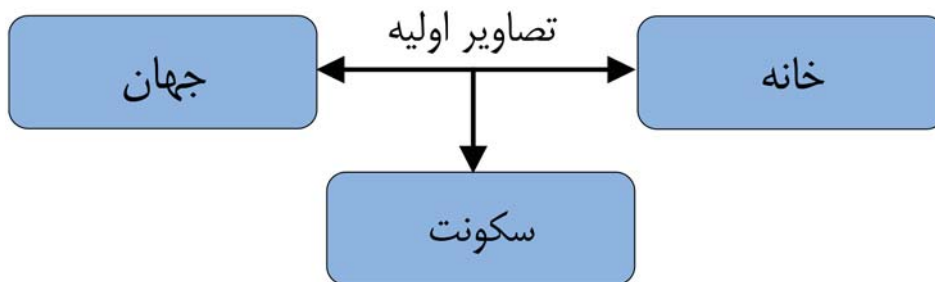 تصاویر اولیه
خانه
جهان
سکونت